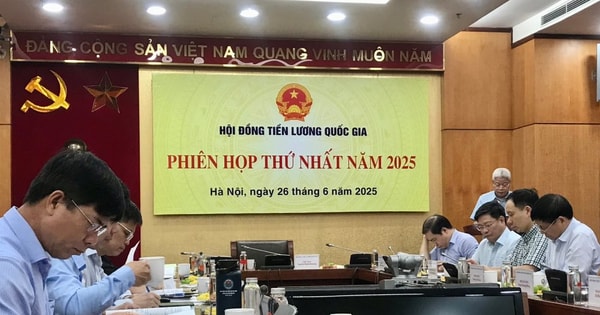 ĐẢNG CỘNG SẢN VIỆT NAM QUANG VINH MUÔN NĂM
HỘI ĐỒNG TIỀN LƯƠNG QUỐC GIA
PHIÊN HỌP THỨ NHẤT NĂM 2025
Hà Nội, ngày 26 tháng 6 năm 2025